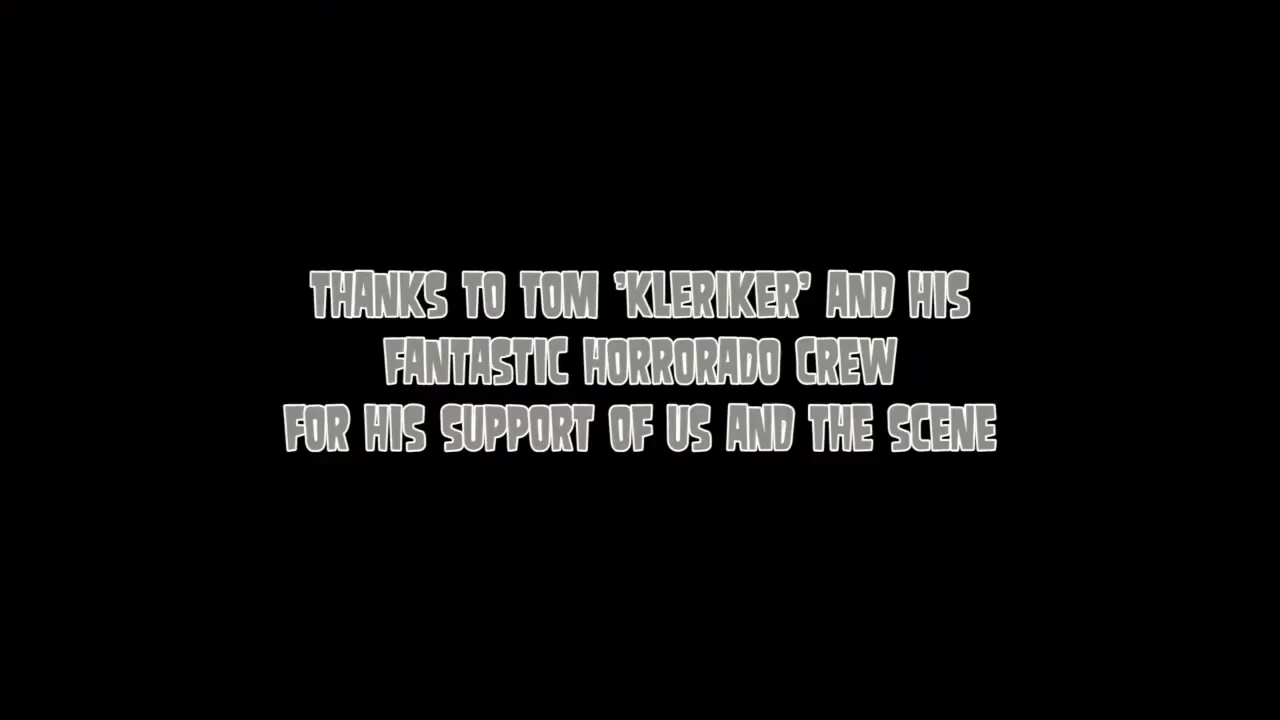 THANKS TO TOM 'KLERIKER' AND HIS
FANTASTIC HORRORADO CREW
FOR HIS SUPPORT OF US AND THE SCENE